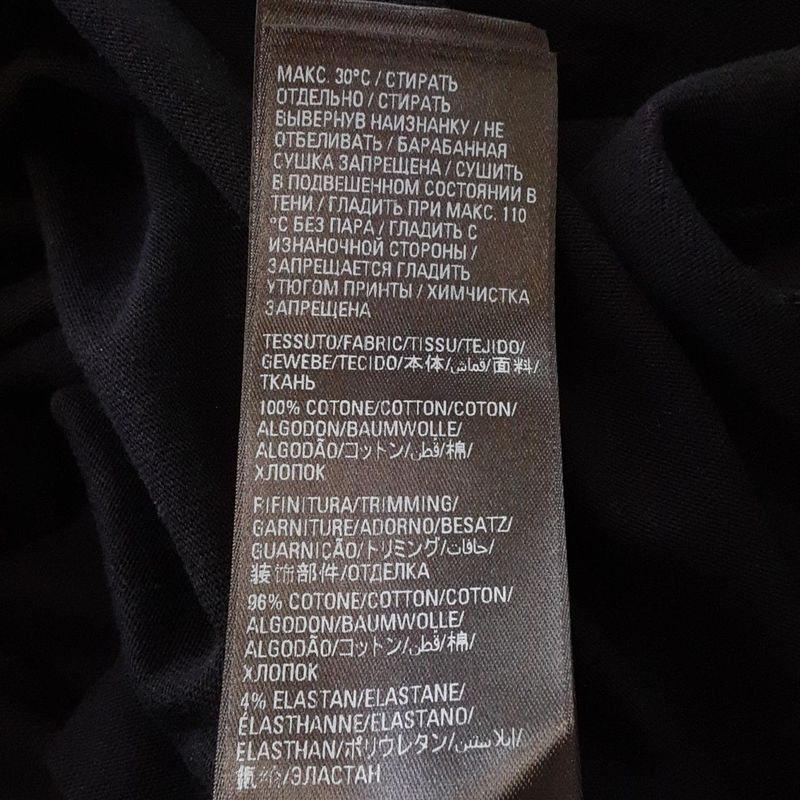 МАКС. 30°C / СТИРАТЬ
ОТДЕЛЬНО / СТИРАТЬ
ВЫВЕРНУВ НАИЗНАНКУ / НЕ
ОТБЕЛИВАТЬ / БАРАБАННАЯ
СУШКА ЗАПРЕЩЕНА / СУШИТЬ
В ПОДВЕШЕННОМ СОСТОЯНИИ В
ТЕНИ / ГЛАДИТЬ ПРИ МАКС. 110
°C БЕЗ ПАРА / ГЛАДИТЬ С
ИЗНАНОЧНОЙ СТОРОНЫ /
ЗАПРЕЩАЕТСЯ ГЛАДИТЬ
УТЮГОМ ПРИНТЫ / ХИМЧИСТКА
ЗАПРЕЩЕНА
TESSUTO/FABRIC/TISSU/TEJIDO/
GEWEBE/TECIDO/本体/قماش/面料/
ТКАНЬ
100% COTONE/COTTON/COTON/
ALGODON/BAUMWOLLE/
ALGODÃO/コットン/قطن/棉/
ХЛОПОК
RIFINITURA/TRIMMING/
GARNITURE/ADORNO/BESATZ/
GUARNIÇÃO/トリミング/حافات/
装饰部件/ОТДЕЛКА
96% COTONE/COTTON/COTON/
ALGODON/BAUMWOLLE/
ALGODÃO/コットン/قطن/棉/
ХЛОПОК
4% ELASTAN/ELASTANE/
ÉLASTHANNE/ELASTANO/
ELASTHAN/ポリウレタン/إيلاستين/
/ЭЛАСТАН